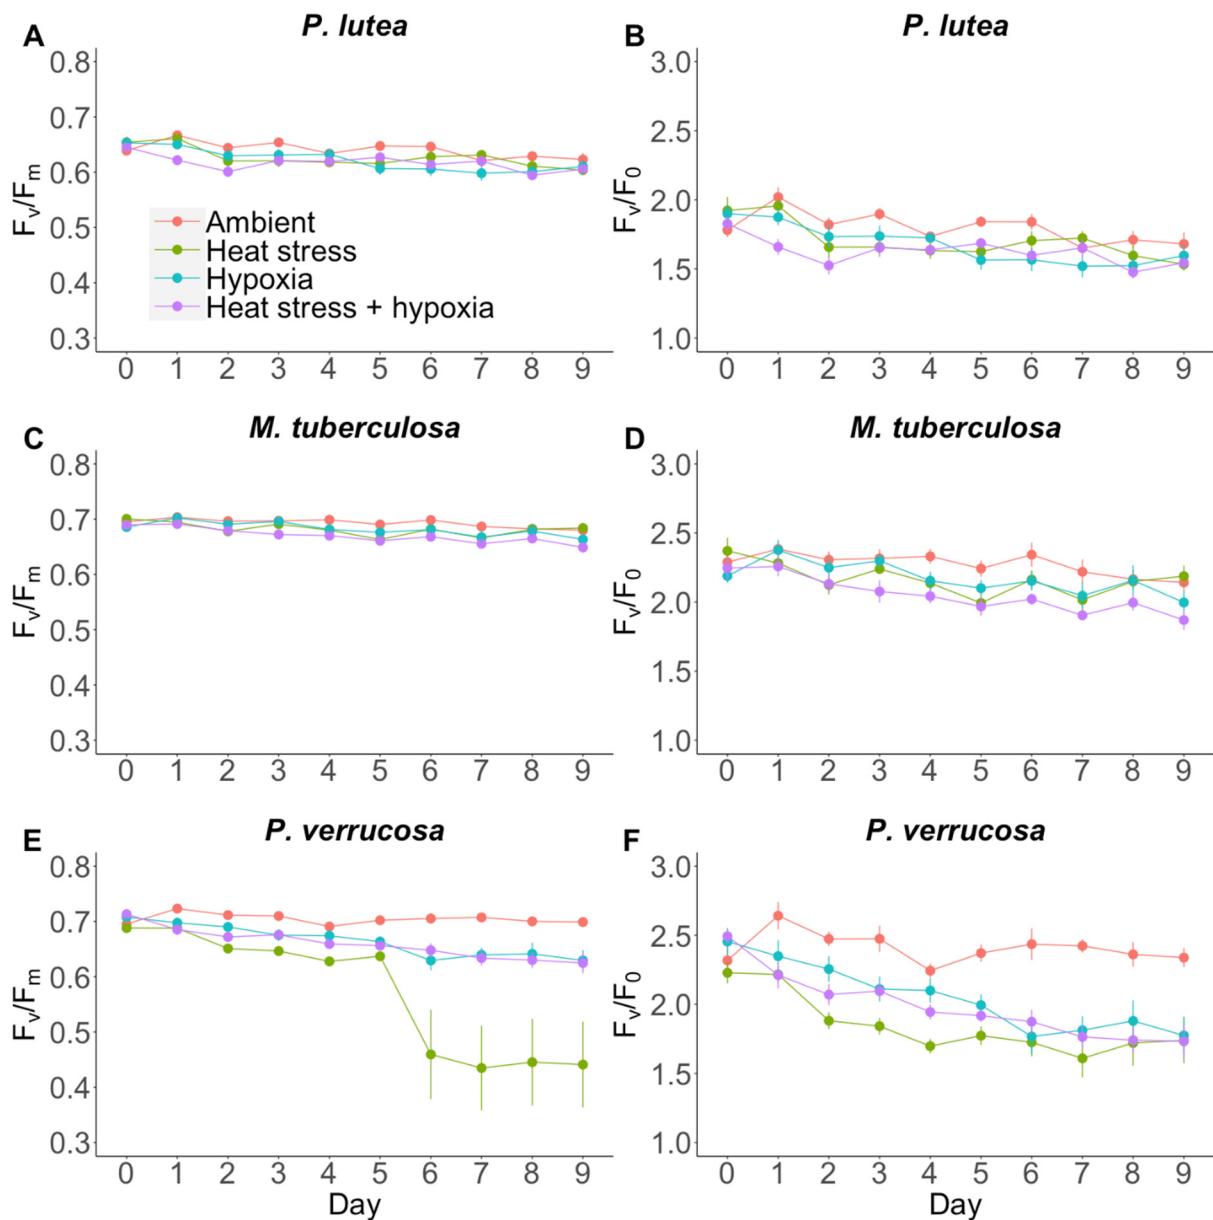 A
P. lutea
0.8
0.7
0.6
0.5
0.4
0.3
Fv/Fm
Ambient
Heat stress
Hypoxia
Heat stress + hypoxia
0 1 2 3 4 5 6 7 8 9
B
P. lutea
3.0
2.5
2.0
1.5
1.0
Fv/F0
0 1 2 3 4 5 6 7 8 9
C
M. tuberculosa
0.8
0.7
0.6
0.5
0.4
0.3
Fv/Fm
0 1 2 3 4 5 6 7 8 9
D
M. tuberculosa
3.0
2.5
2.0
1.5
1.0
Fv/F0
0 1 2 3 4 5 6 7 8 9
E
P. verrucosa
0.8
0.7
0.6
0.5
0.4
0.3
Fv/Fm
0 1 2 3 4 5 6 7 8 9
Day
F
P. verrucosa
3.0
2.5
2.0
1.5
1.0
Fv/F0
0 1 2 3 4 5 6 7 8 9
Day